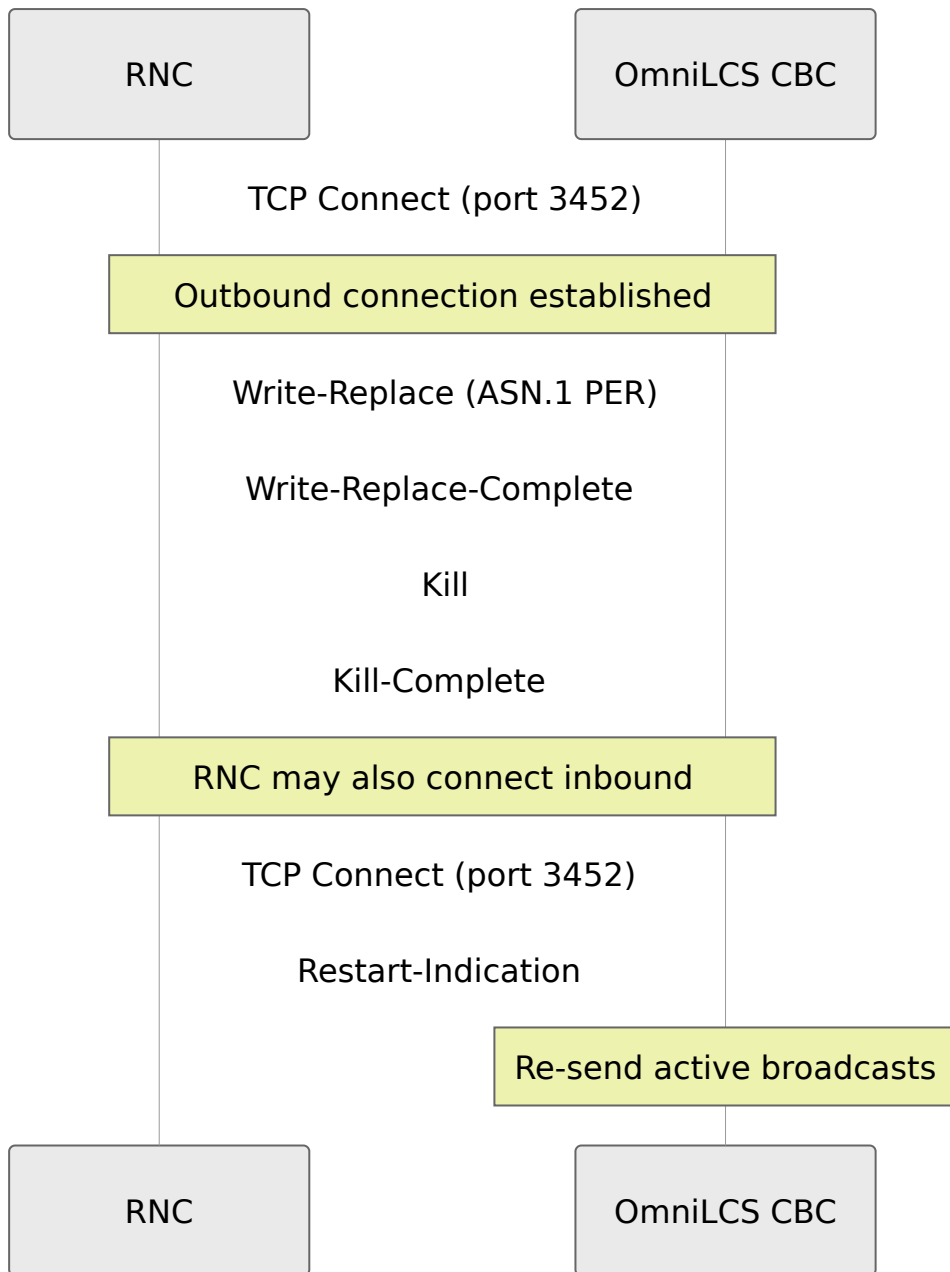 RNC
OmniLCS CBC
TCP Connect (port 3452)
Outbound connection established
Write-Replace (ASN.1 PER)
Write-Replace-Complete
Kill
Kill-Complete
RNC may also connect inbound
TCP Connect (port 3452)
Restart-Indication
Re-send active broadcasts
RNC
OmniLCS CBC